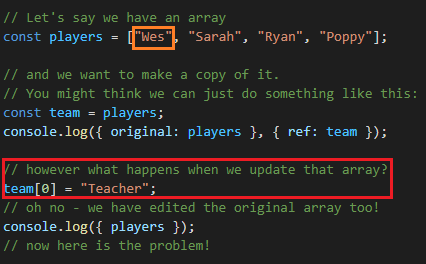 // Let's say we have an array
const players = ["Wes", "Sarah", "Ryan", "Poppy"];
// and we want to make a copy of it.
// You might think we can just do something like this:
const team = players;
console.log({ original: players }, { ref: team });
// however what happens when we update that array?
team[0] = "Teacher";
// oh no - we have edited the original array too!
console.log({ players });
// now here is the problem!